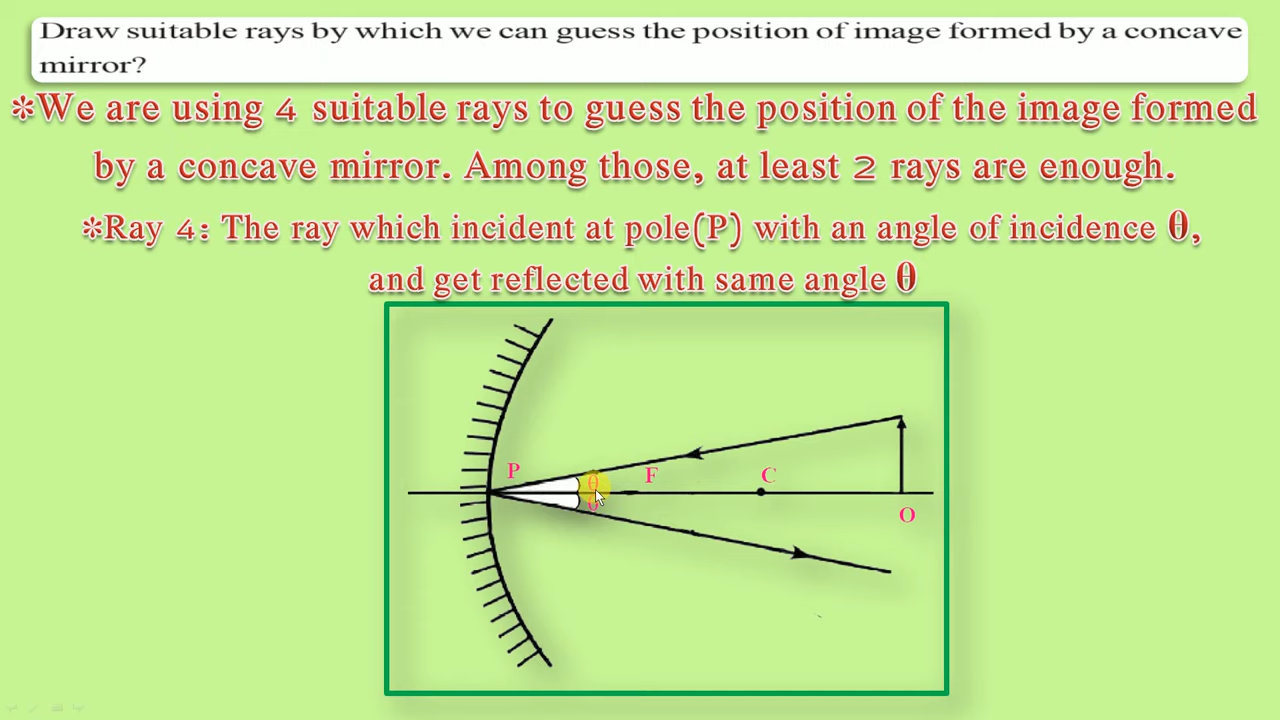 Draw suitable rays by which we can guess the position of image formed by a concave
mirror?
*We are using 4 suitable rays to guess the position of the image formed
by a concave mirror. Among those, at least 2 rays are enough.
*Ray 4: The ray which incident at pole(P) with an angle of incidence θ,
and get reflected with same angle θ
P
θ
F
C
θ
O